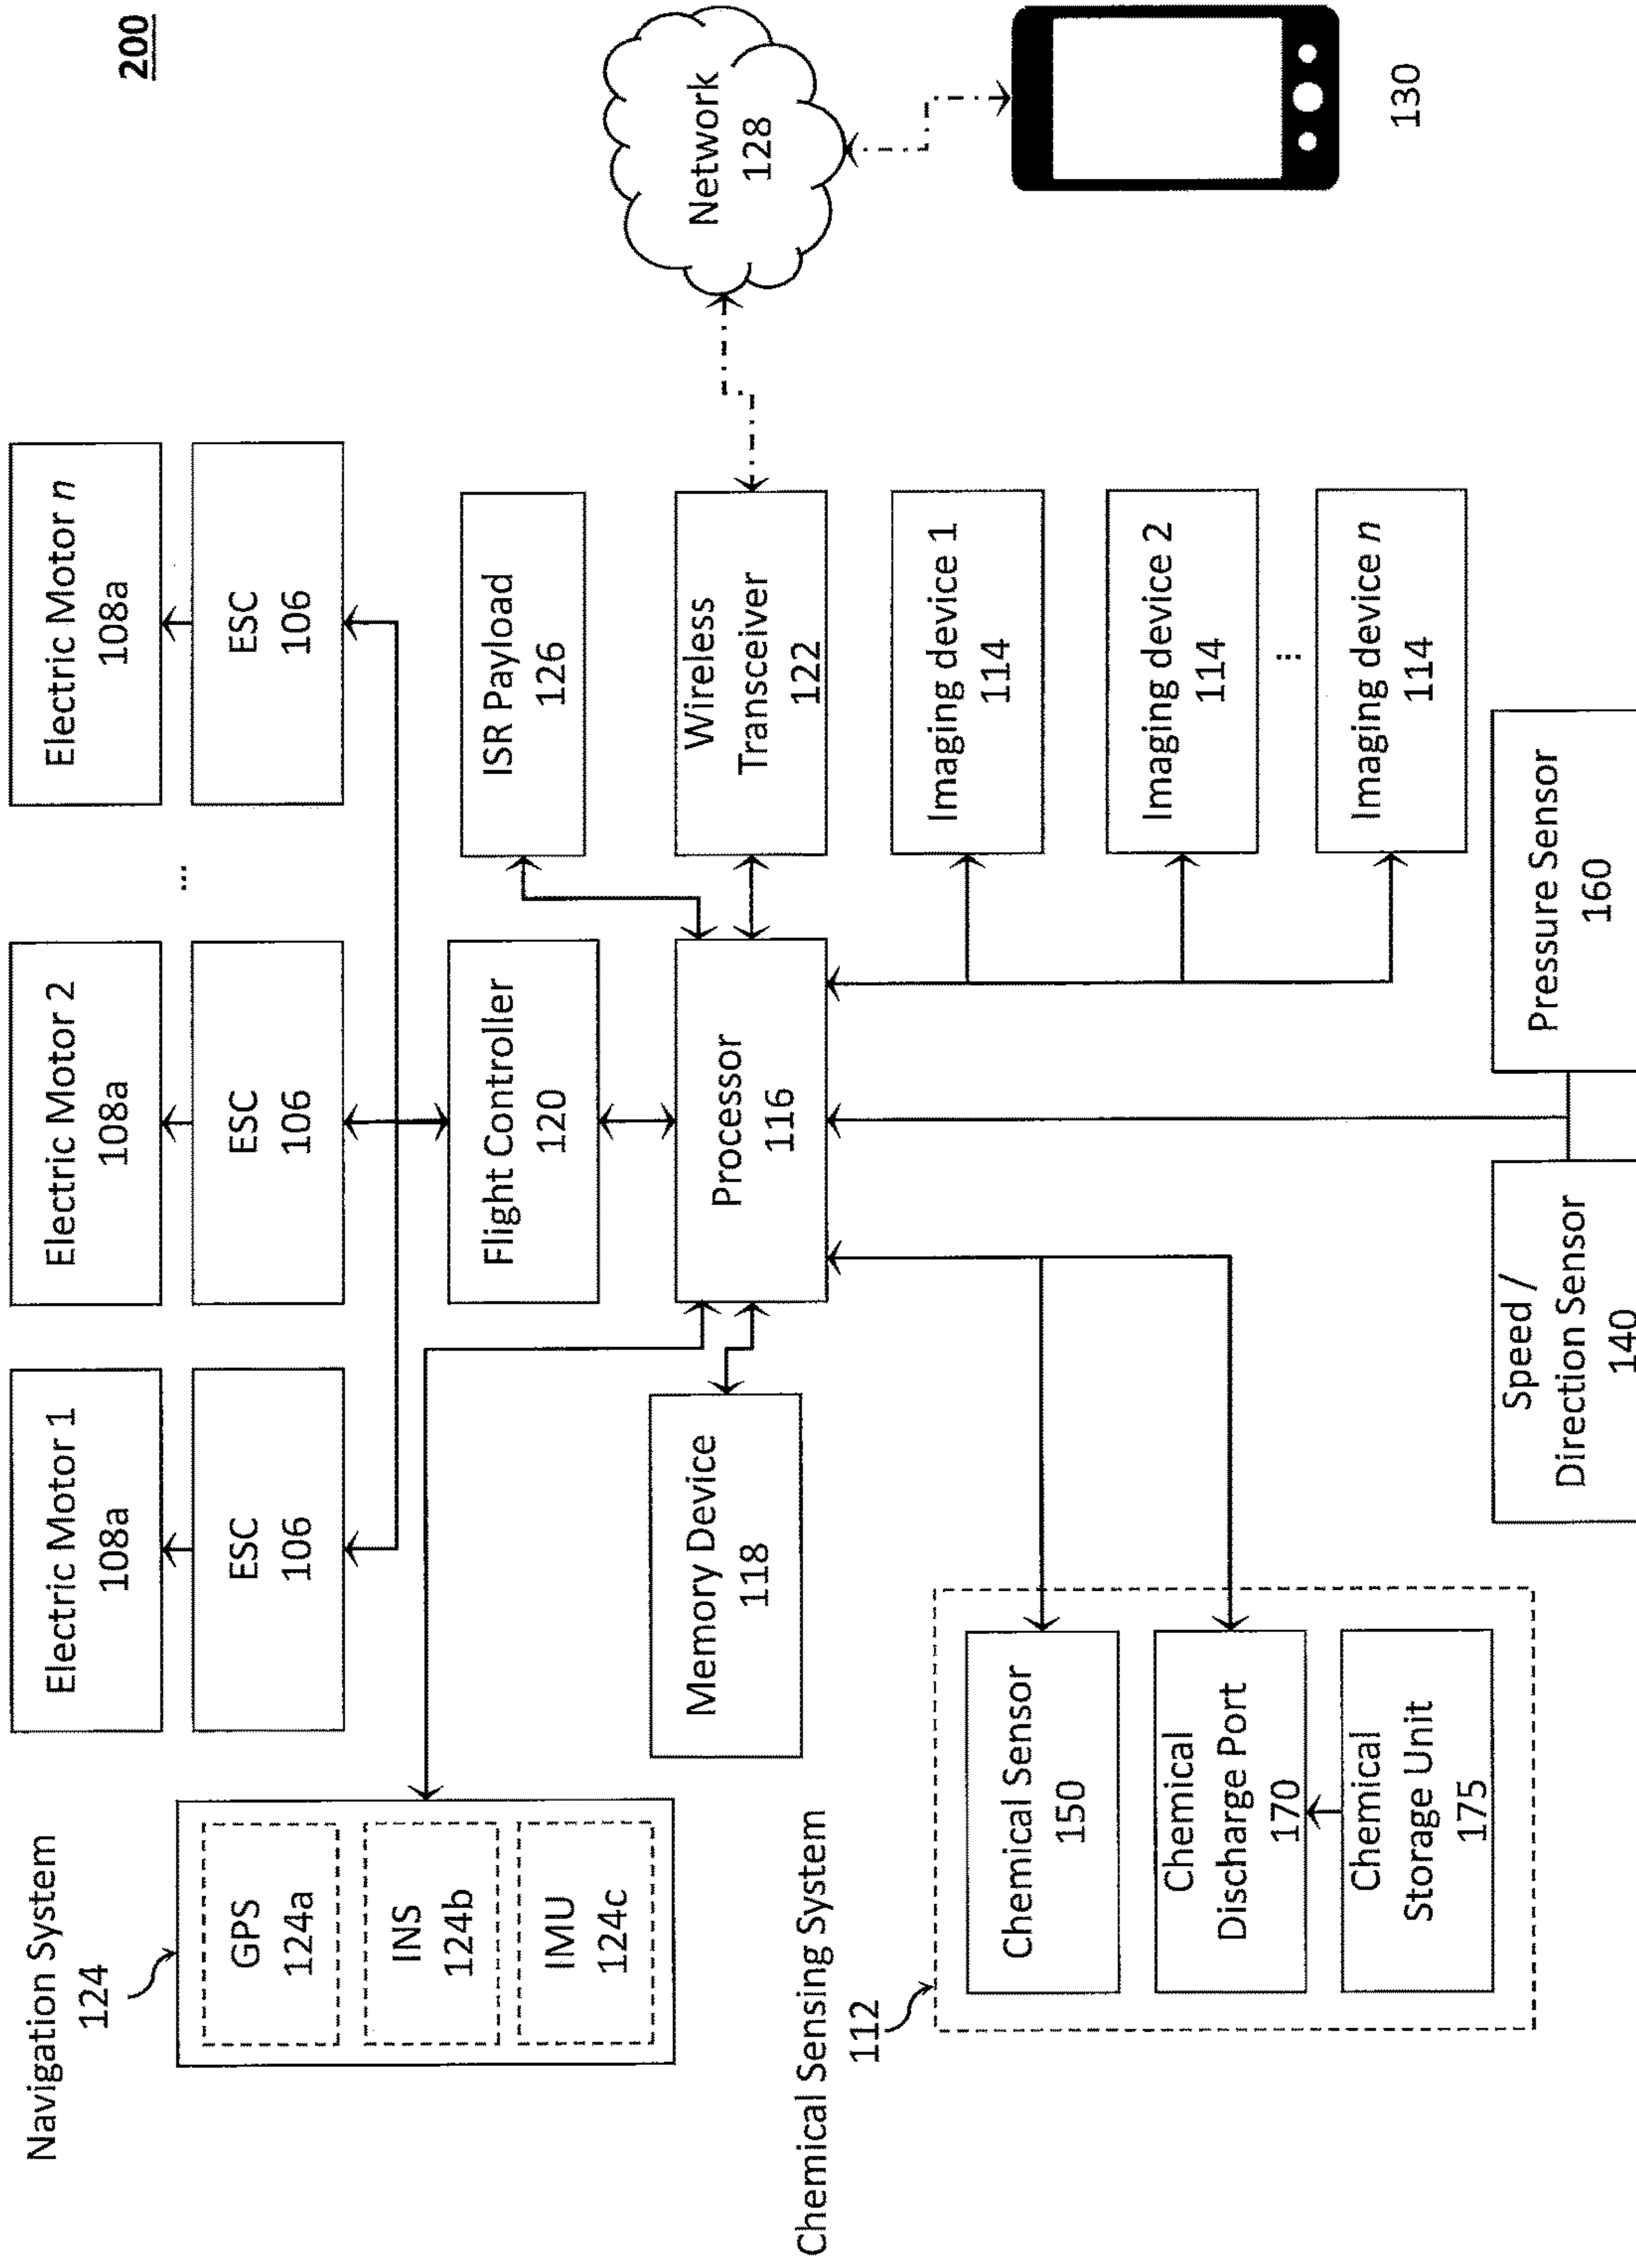 200
Navigation System
124
GPS
124a
INS
124b
IMU
124c
Electric Motor 1
108a
ESC
106
Electric Motor 2
108a
ESC
106
...
Electric Motor n
108a
ESC
106
Flight Controller
120
ISR Payload
126
Memory Device
118
Processor
116
Wireless
Transceiver
122
Network
128
130
Chemical Sensing System
112
Chemical Sensor
150
Chemical
Discharge Port
170
Chemical
Storage Unit
175
Imaging device 1
114
Imaging device 2
114
...
Imaging device n
114
Speed /
Direction Sensor
140
Pressure Sensor
160